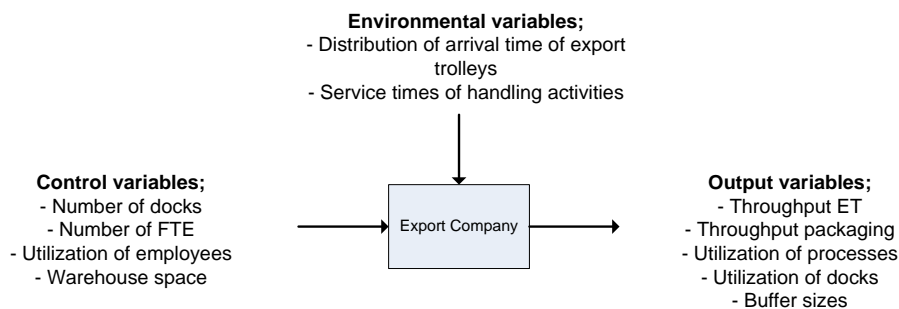 Environmental variables;
- Distribution of arrival time of export
trolleys
- Service times of handling activities
Control variables;
- Number of docks
- Number of FTE
- Utilization of employees
- Warehouse space
Export Company
Output variables;
- Throughput ET
- Throughput packaging
- Utilization of processes
- Utilization of docks
- Buffer sizes